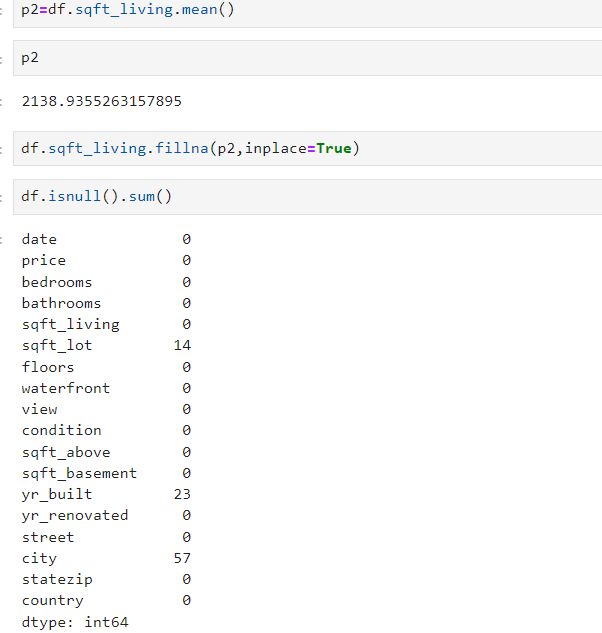 p2=df.sqft_living.mean()
p2
2138.9355263157895
df.sqft_living.fillna(p2,inplace=True)
df.isnull().sum()
date 0
price 0
bedrooms 0
bathrooms 0
sqft_living 0
sqft_lot 14
floors 0
waterfront 0
view 0
condition 0
sqft_above 0
sqft_basement 0
yr_built 23
yr_renovated 0
street 0
city 57
statezip 0
country 0
dtype: int64